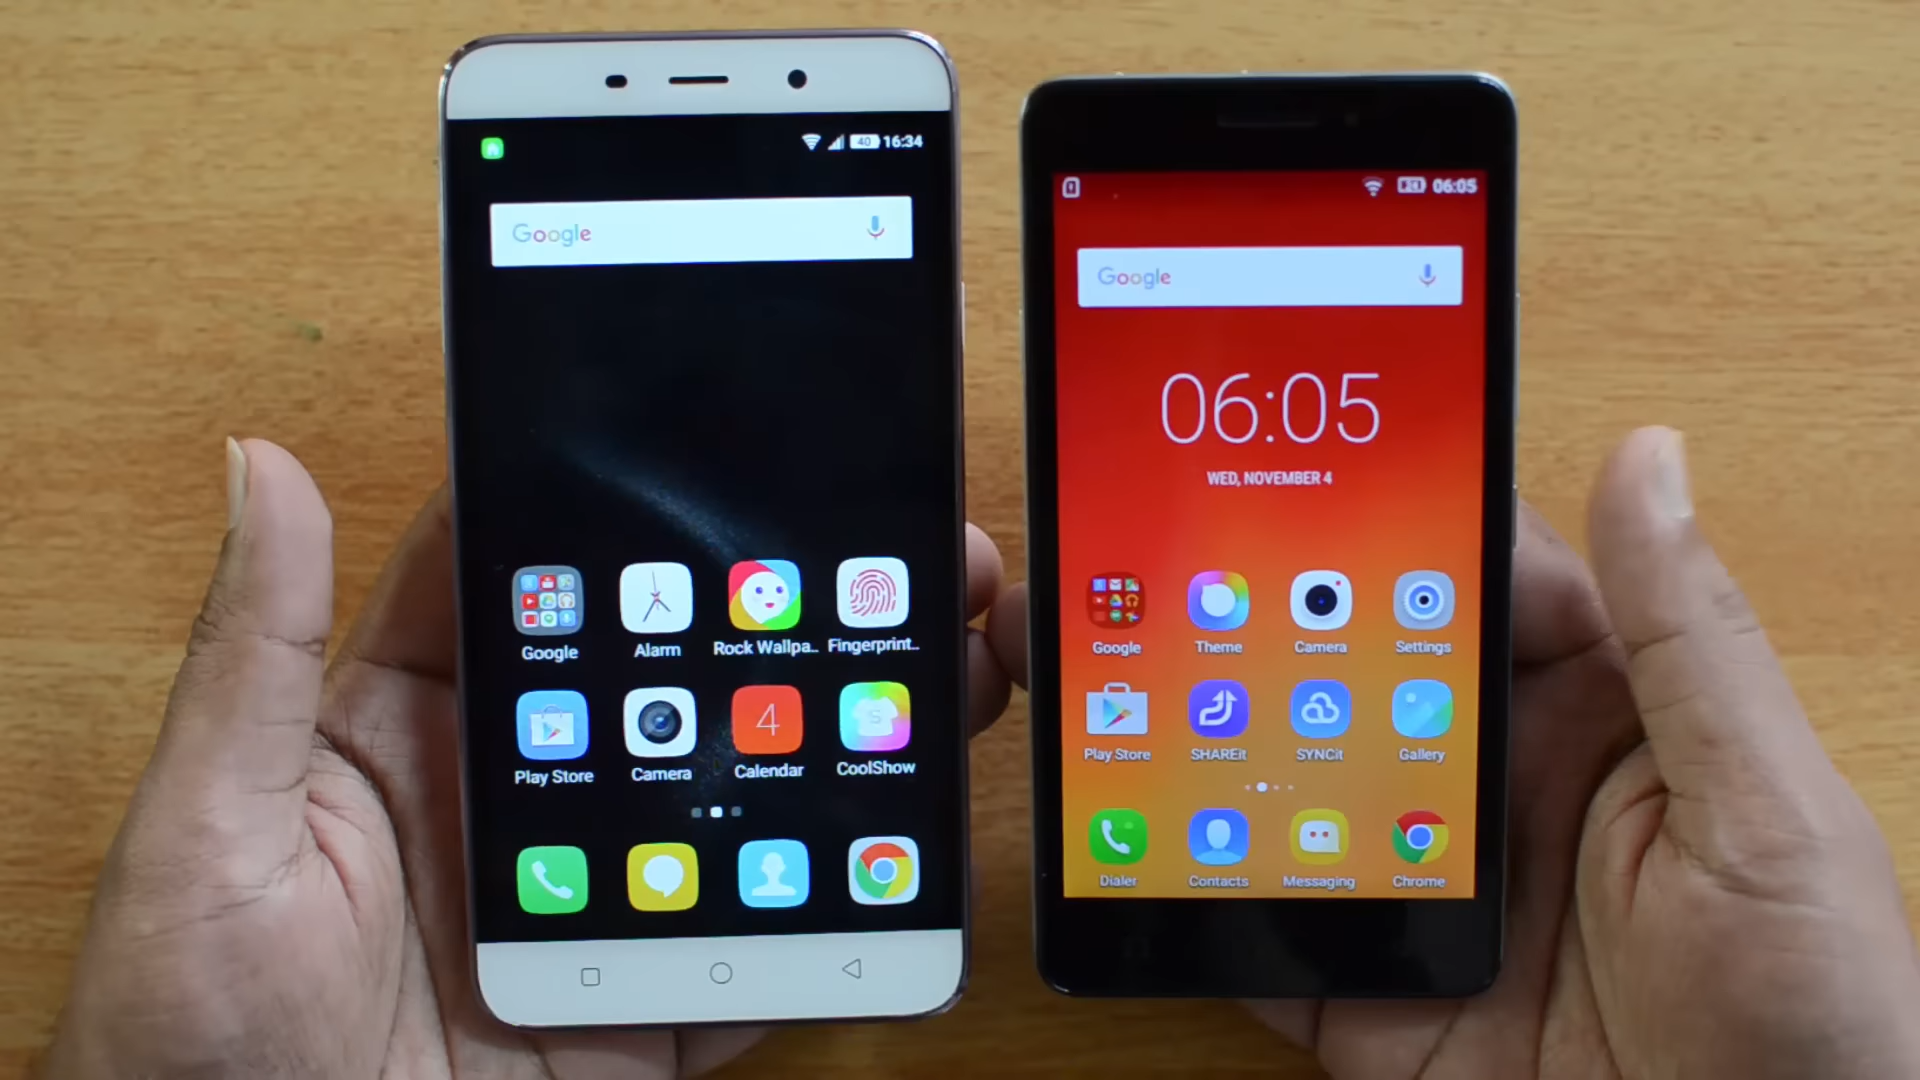 40 16:34
Google
Google
Alarm
Rock Wallpa..
Fingerprint..
4
S
Play Store
Camera
Calendar
CoolShow
06:05
Google
06:05
WED, NOVEMBER 4
Google
Theme
Camera
Settings
Play Store
SHAREit
SYNCit
Gallery
Dialer
Contacts
Messaging
Chrome